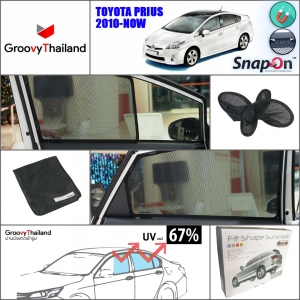 GroovyThailand
TOYOTA PRIUS
2010-NOW
SnapOn
GroovyThailand
UV
67%
Fit Shape Sunshade